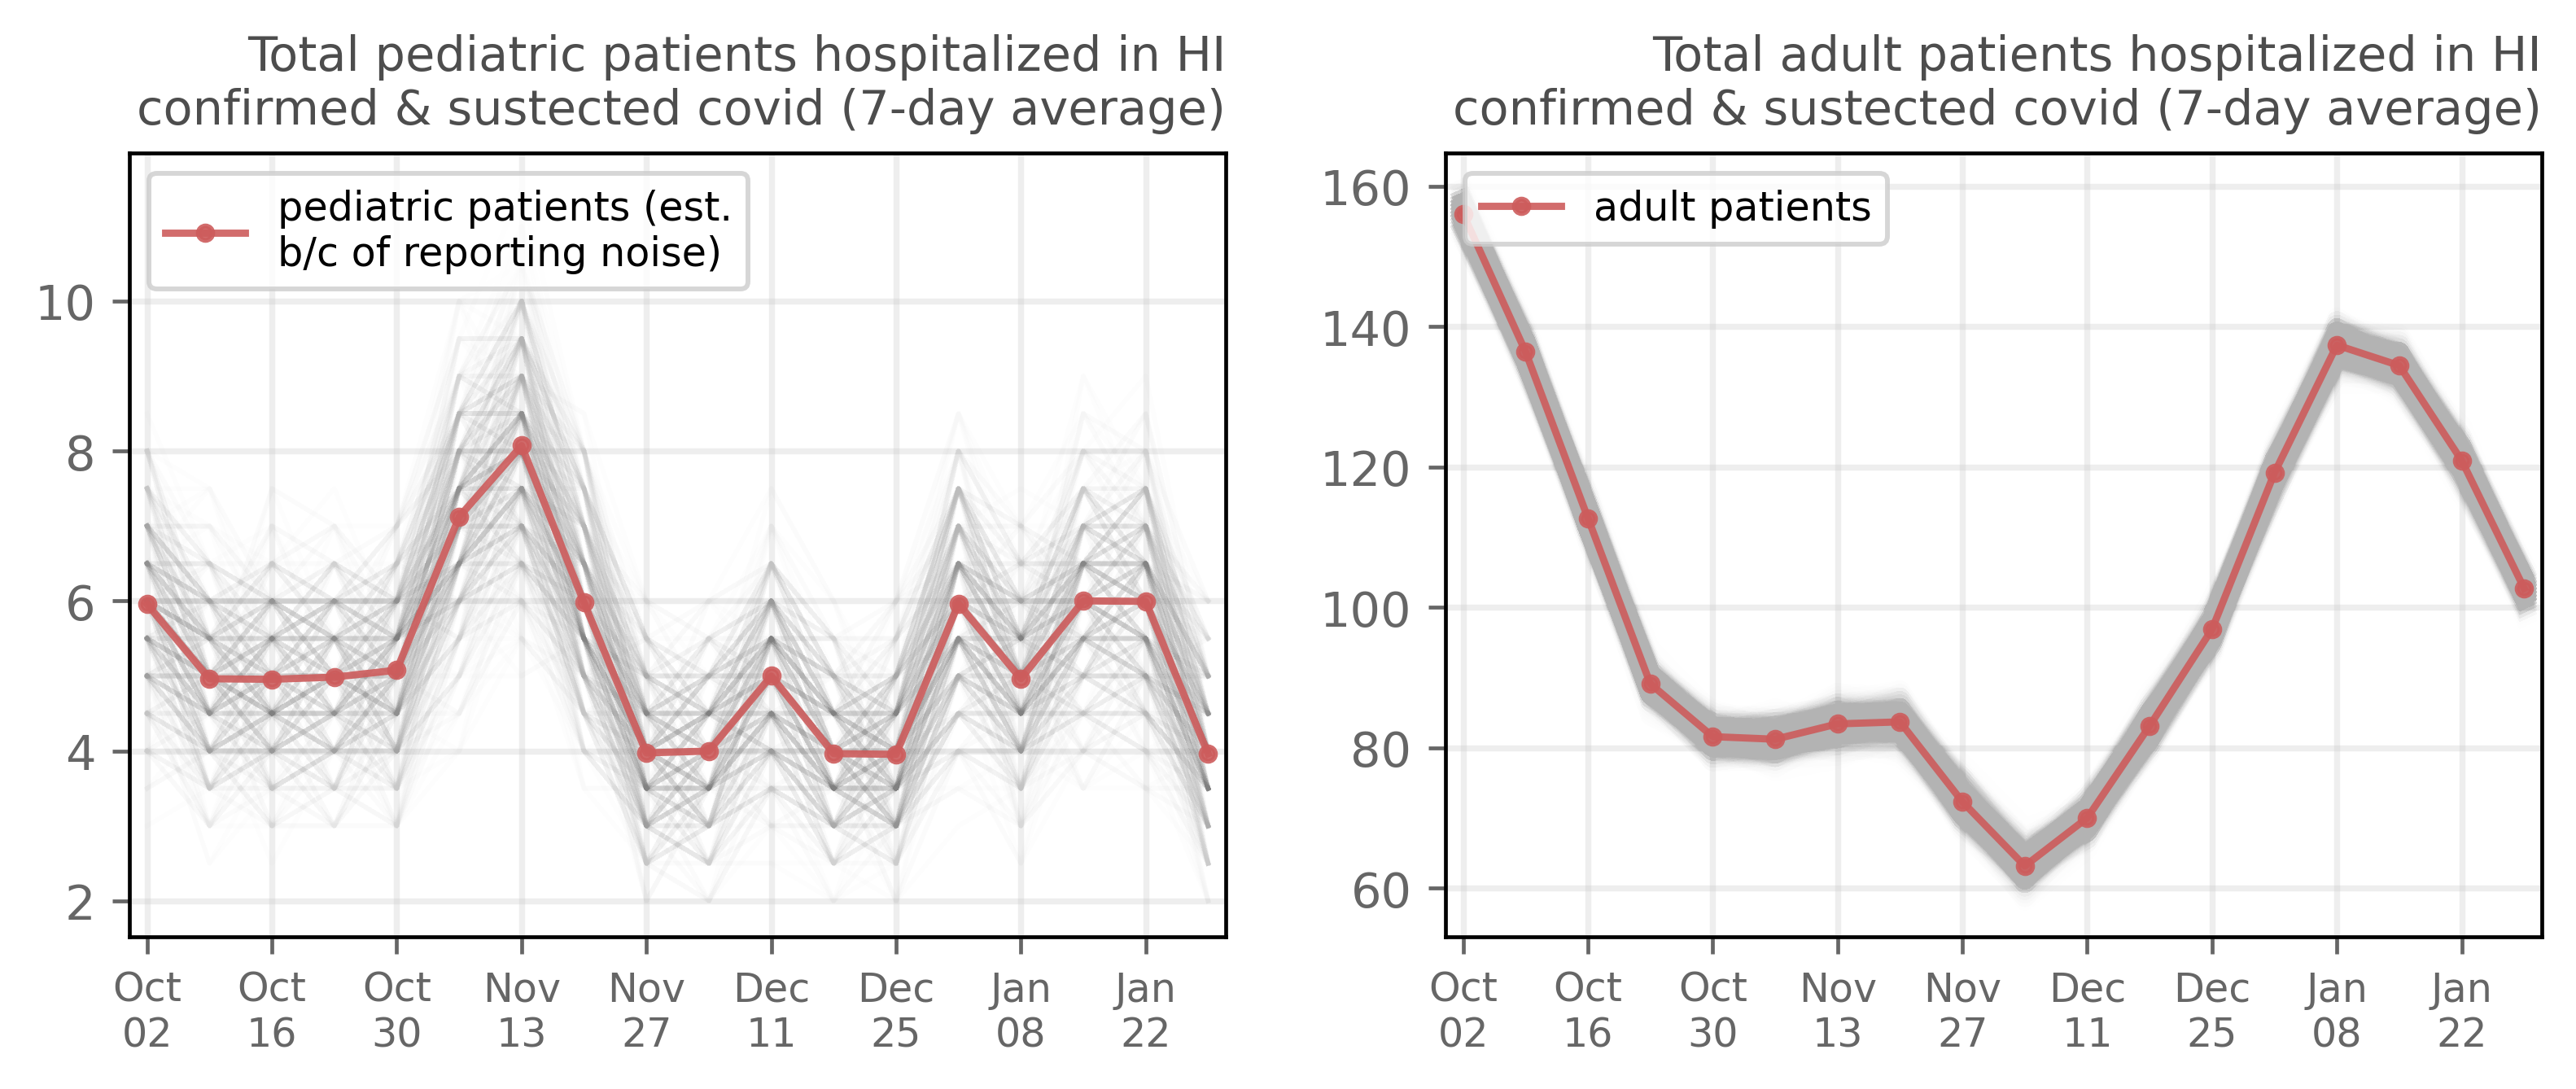 Total pediatric patients hospitalized in HI
confirmed & sustected covid (7-day average)
pediatric patients (est.
b/c of reporting noise)
10
8
6
4
2
Oct Oct Oct Nov Nov Dec Dec Jan Jan
02 16 30 13 27 11 25 08 22
Total adult patients hospitalized in HI
confirmed & sustected covid (7-day average)
adult patients
160
140
120
100
80
60
Oct Oct Oct Nov Nov Dec Dec Jan Jan
02 16 30 13 27 11 25 08 22